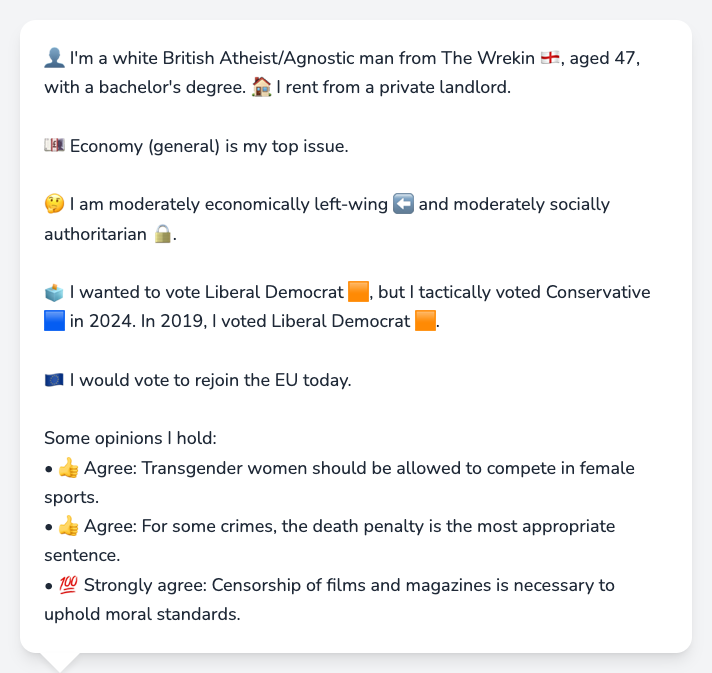 👤 I'm a white British Atheist/Agnostic man from The Wrekin 🏴󠁧󠁢󠁥󠁮󠁧󠁿, aged 47,
with a bachelor's degree. 🏠 I rent from a private landlord.
💷 Economy (general) is my top issue.
🤔 I am moderately economically left-wing ⬅️ and moderately socially
authoritarian 🔒.
🗳️ I wanted to vote Liberal Democrat 🟧, but I tactically voted Conservative
🟦 in 2024. In 2019, I voted Liberal Democrat 🟧.
🇪🇺 I would vote to rejoin the EU today.
Some opinions I hold:
• 👍 Agree: Transgender women should be allowed to compete in female
sports.
• 👍 Agree: For some crimes, the death penalty is the most appropriate
sentence.
• 💯 Strongly agree: Censorship of films and magazines is necessary to
uphold moral standards.